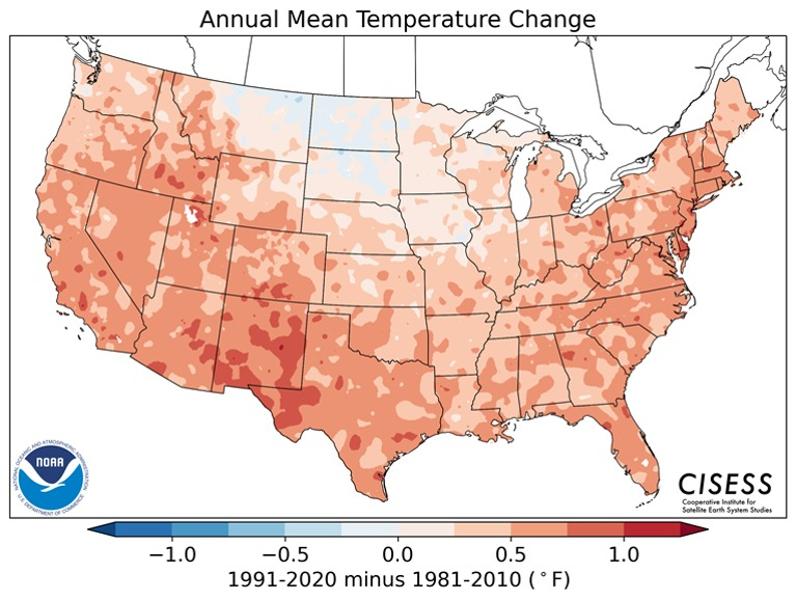 Annual Mean Temperature Change
NATIONAL OCEANIC AND ATMOSPHERIC ADMINISTRATION
NOAA
U.S. DEPARTMENT OF COMMERCE
CISESS
Cooperative Institute for
Satellite Earth System Studies
−1.0 −0.5 0.0 0.5 1.0
1991-2020 minus 1981-2010 (°F)